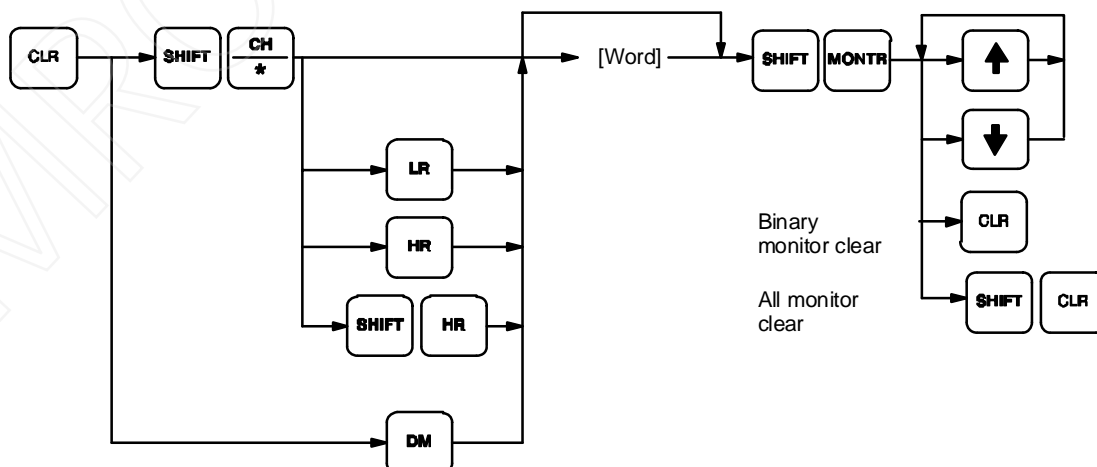 CLR SHIFT CH [Word] SHIFT MONTR
*
LR
HR
Binary
monitor clear CLR
SHIFT HR
All monitor
clear SHIFT CLR
DM